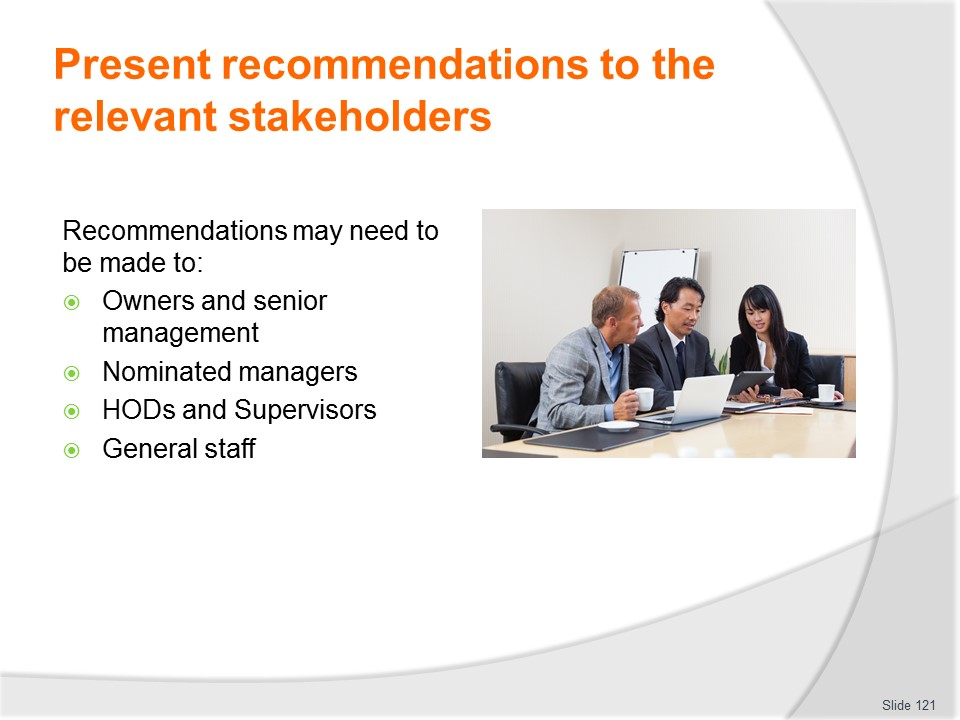 Present recommendations to the
relevant stakeholders
Recommendations may need to
be made to:
Owners and senior
management
Nominated managers
HODs and Supervisors
General staff
Slide 121